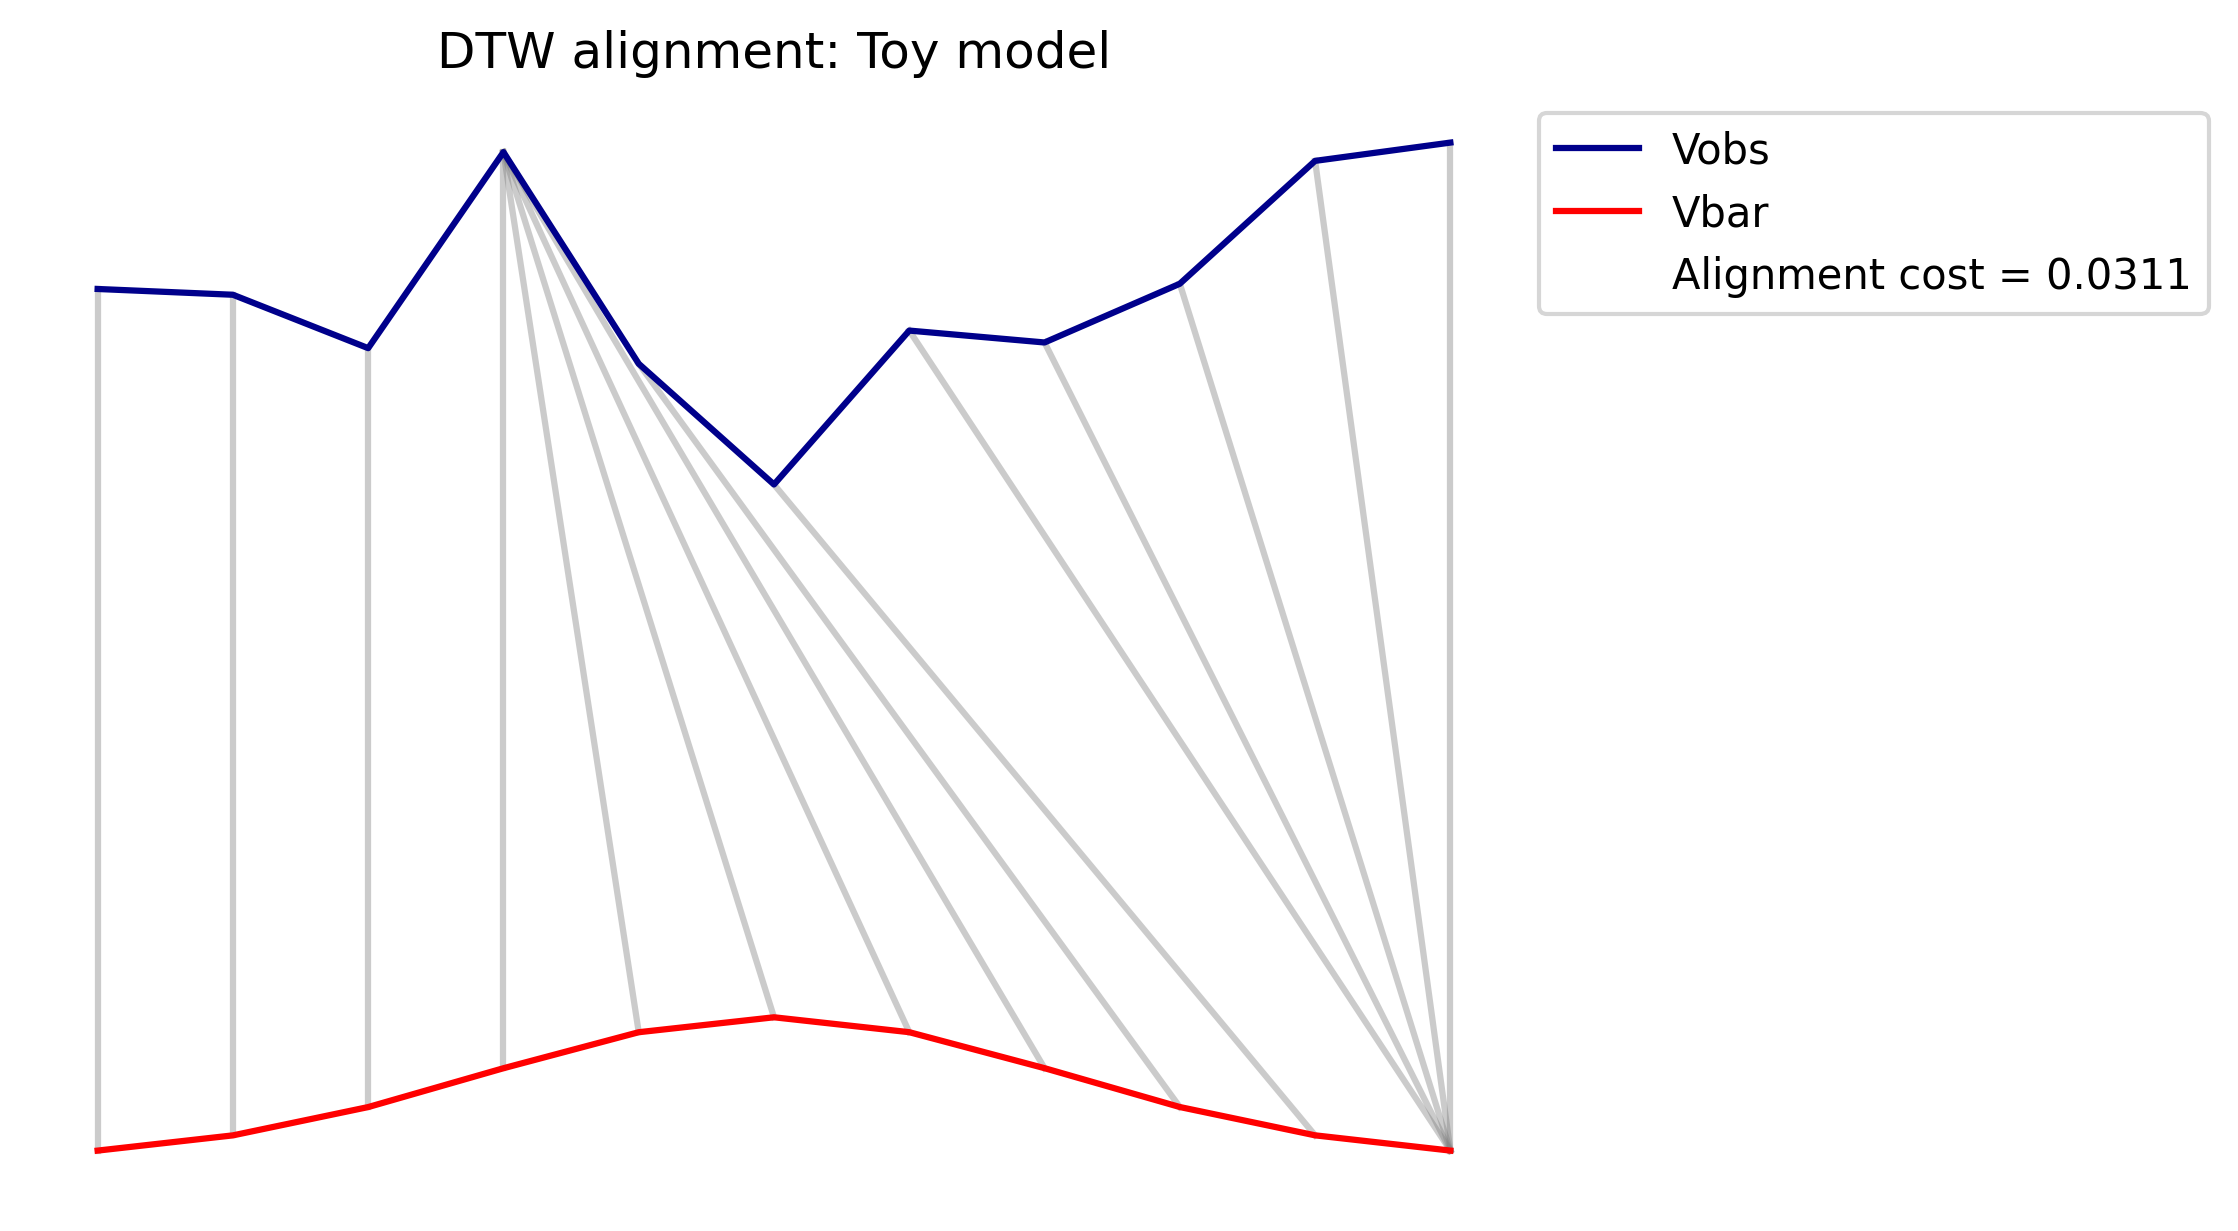 DTW alignment: Toy model
Vobs
Vbar
Alignment cost = 0.0311